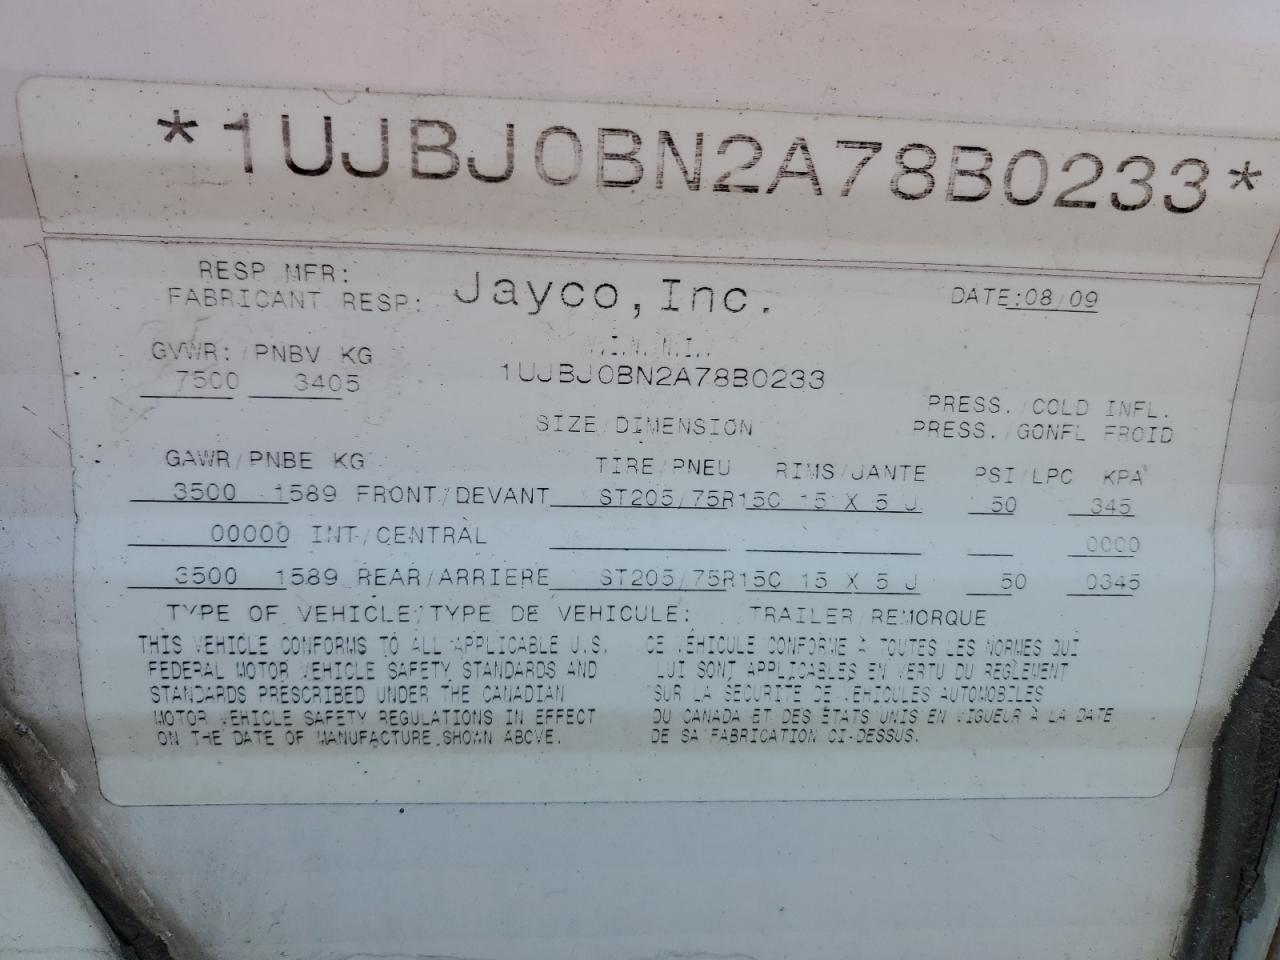 *1UJBJ0BN2A78B0233*
RESP MFR:
FABRICANT RESP: Jayco, Inc. DATE:08/09
GVWR: PNBV KG V.I.N. N.I.V.
7500 3405 1UJBJ0BN2A78B0233
PRESS./COLD INFL.
SIZE/DIMENSION PRESS./GONFL FROID
GAWR/PNBE KG TIRE/PNEU RIMS/JANTE PSI/LPC KPA
3500 1589 FRONT/DEVANT ST205/75R15C 15 X 5 J 50 345
00000 INT/CENTRAL 0000
3500 1589 REAR/ARRIERE ST205/75R15C 15 X 5 J 50 0345
TYPE OF VEHICLE/TYPE DE VEHICULE: TRAILER/REMORQUE
THIS VEHICLE CONFORMS TO ALL APPLICABLE U.S.
FEDERAL MOTOR VEHICLE SAFETY STANDARDS AND
STANDARDS PRESCRIBED UNDER THE CANADIAN
MOTOR VEHICLE SAFETY REGULATIONS IN EFFECT
ON THE DATE OF MANUFACTURE SHOWN ABOVE.
CE VÉHICULE CONFORME À TOUTES LES NORMES QUI
LUI SONT APPLICABLES EN VERTU DU REGLEMENT
SUR LA SECURITE DE VEHICULES AUTOMOBILES
DU CANADA ET DES ÉTATS UNIS EN VIGUEUR À LA DATE
DE SA FABRICATION CI-DESSUS.